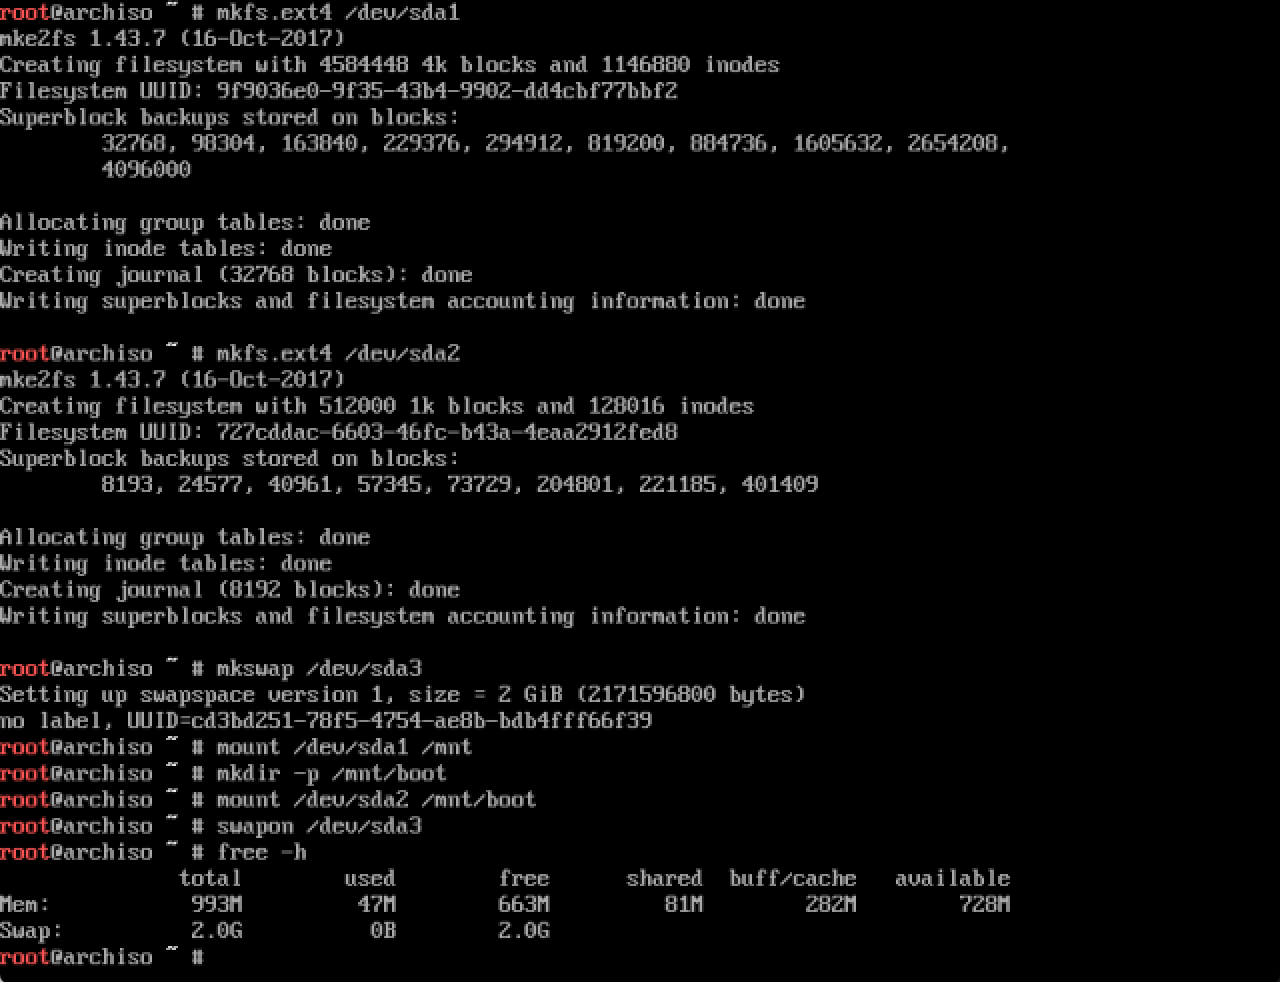 root@archiso ~ # mkfs.ext4 /dev/sda1
mke2fs 1.43.7 (16-Oct-2017)
Creating filesystem with 4584448 4k blocks and 1146880 inodes
Filesystem UUID: 9f9036e0-9f35-43b4-9902-dd4cbf77bbf2
Superblock backups stored on blocks:
        32768, 98304, 163840, 229376, 294912, 819200, 884736, 1605632, 2654208,
        4096000

Allocating group tables: done
Writing inode tables: done
Creating journal (32768 blocks): done
Writing superblocks and filesystem accounting information: done

root@archiso ~ # mkfs.ext4 /dev/sda2
mke2fs 1.43.7 (16-Oct-2017)
Creating filesystem with 512000 1k blocks and 128016 inodes
Filesystem UUID: 727cddac-6603-46fc-b43a-4eaa2912fed8
Superblock backups stored on blocks:
        8193, 24577, 40961, 57345, 73729, 204801, 221185, 401409

Allocating group tables: done
Writing inode tables: done
Creating journal (8192 blocks): done
Writing superblocks and filesystem accounting information: done

root@archiso ~ # mkswap /dev/sda3
Setting up swapspace version 1, size = 2 GiB (2171596800 bytes)
no label, UUID=cd3bd251-78f5-4754-ae8b-bdb4fff66f39
root@archiso ~ # mount /dev/sda1 /mnt
root@archiso ~ # mkdir -p /mnt/boot
root@archiso ~ # mount /dev/sda2 /mnt/boot
root@archiso ~ # swapon /dev/sda3
root@archiso ~ # free -h
              total        used        free      shared  buff/cache   available
Mem:           993M         47M        663M         81M        282M        728M
Swap:          2.0G          0B        2.0G
root@archiso ~ #